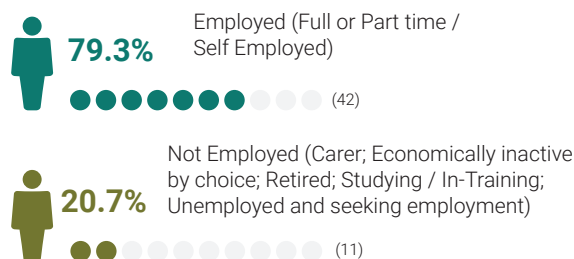 Employed (Full or Part time /
79.3% Self Employed)
(42)
Not Employed (Carer; Economically inactive
by choice; Retired; Studying / In-Training;
20.7% Unemployed and seeking employment)
(11)